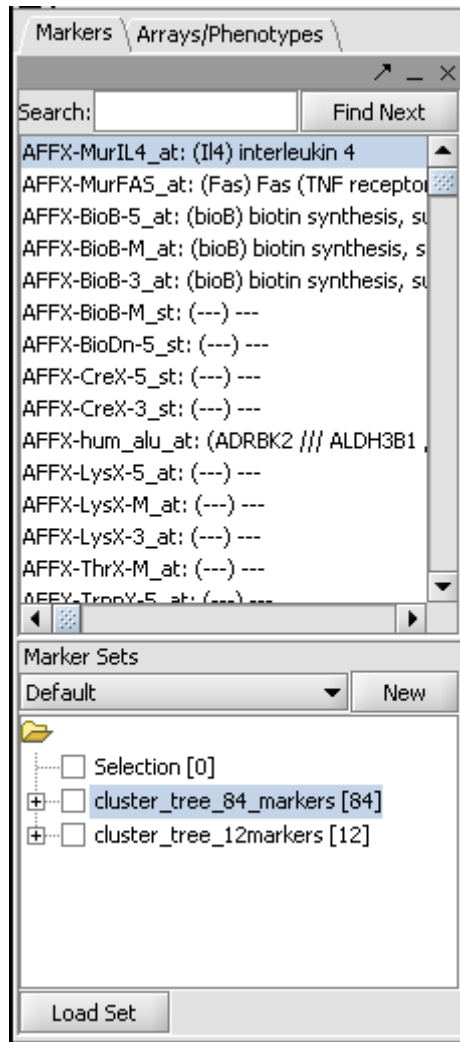 Markers Arrays/Phenotypes
Search: Find Next
AFFX-MurIL4_at: (Il4) interleukin 4
AFFX-MurFAS_at: (Fas) Fas (TNF receptor
AFFX-BioB-5_at: (bioB) biotin synthesis, su
AFFX-BioB-M_at: (bioB) biotin synthesis, s
AFFX-BioB-3_at: (bioB) biotin synthesis, su
AFFX-BioB-M_st: (---) ---
AFFX-BioDn-5_st: (---) ---
AFFX-CreX-5_st: (---) ---
AFFX-CreX-3_st: (---) ---
AFFX-hum_alu_at: (ADRBK2 /// ALDH3B1 ,
AFFX-LysX-5_at: (---) ---
AFFX-LysX-M_at: (---) ---
AFFX-LysX-3_at: (---) ---
AFFX-ThrX-M_at: (---) ---
AFFX-TrpnX-5_at: (---) ---
Marker Sets
Default New
Selection [0]
cluster_tree_84_markers [84]
cluster_tree_12markers [12]
Load Set